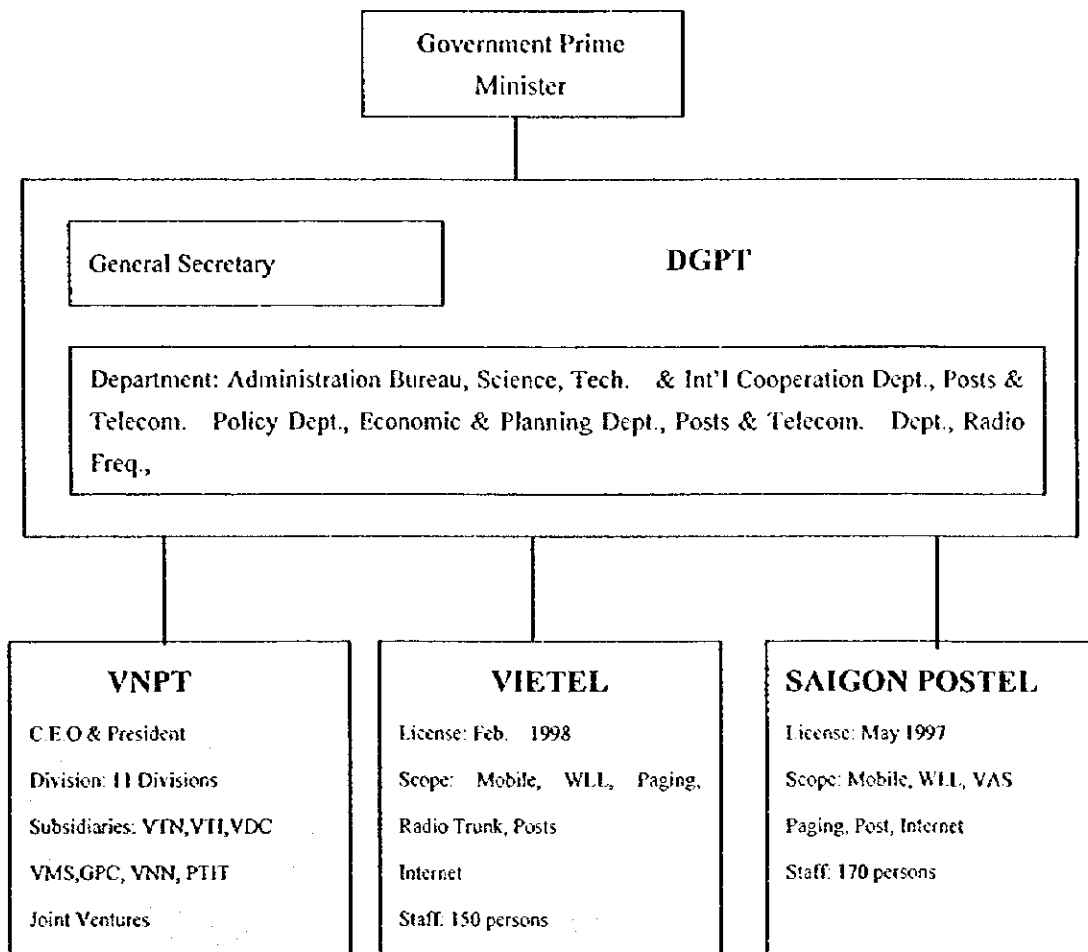 Government Prime
Minister
General Secretary
DGPT
Department: Administration Bureau, Science, Tech. & Int'l Cooperation Dept., Posts &
Telecom. Policy Dept., Economic & Planning Dept., Posts & Telecom. Dept., Radio
Freq.,
VNPT
C.E.O & President
Division: 11 Divisions
Subsidiaries: VTN,VTI,VDC
VMS,GPC, VNN, PTIT
Joint Ventures
VIETEL
License: Feb. 1998
Scope: Mobile, WLL, Paging,
Radio Trunk, Posts
Internet
Staff: 150 persons
SAIGON POSTEL
License: May 1997
Scope: Mobile, WLL, VAS
Paging, Post, Internet
Staff: 170 persons